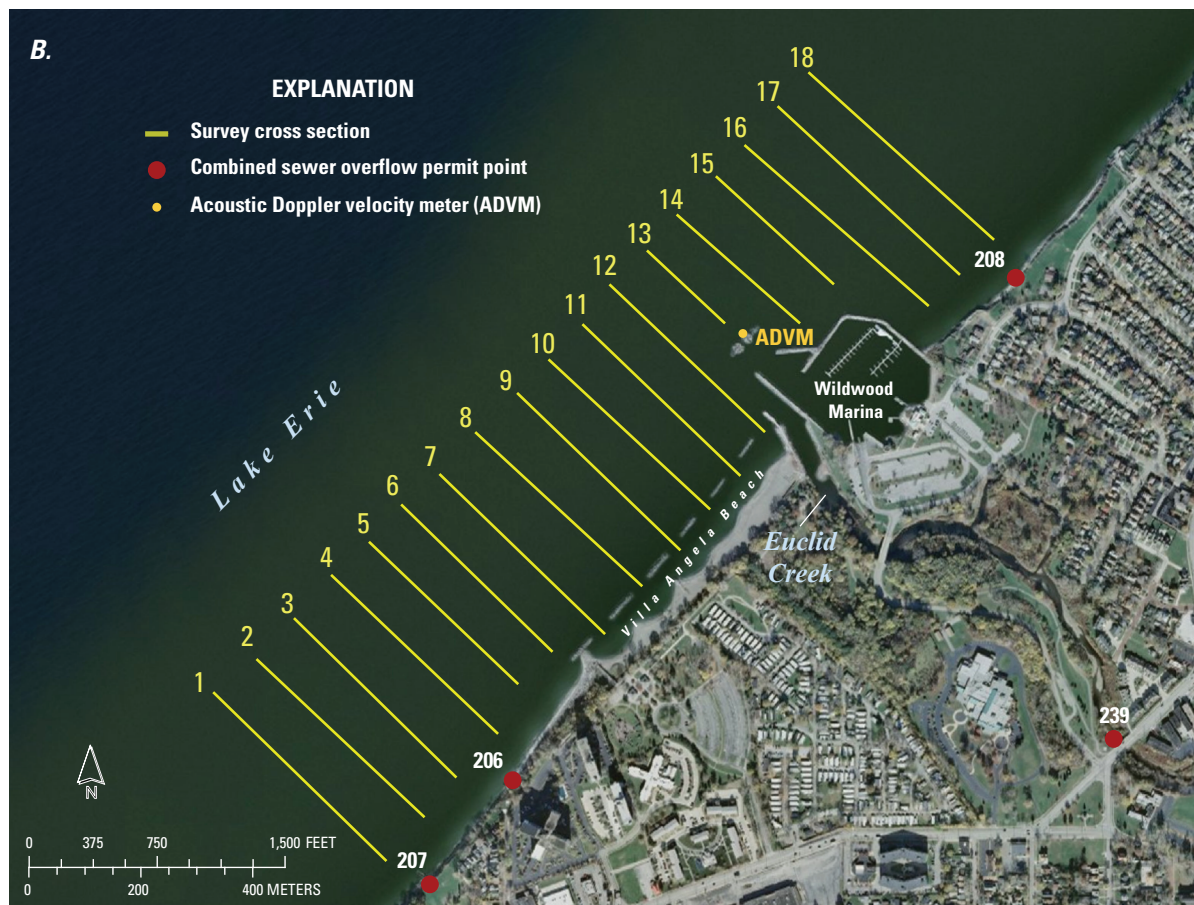 B.
EXPLANATION
Survey cross section
Combined sewer overflow permit point
Acoustic Doppler velocity meter (ADVM)
18
17
16
15
14
13
12
11
10
9
8
7
6
5
4
3
2
1
208
ADVM
Wildwood
Marina
Lake Erie
Villa Angela Beach
Euclid
Creek
239
206
207
N
0 375 750 1,500 FEET
0 200 400 METERS